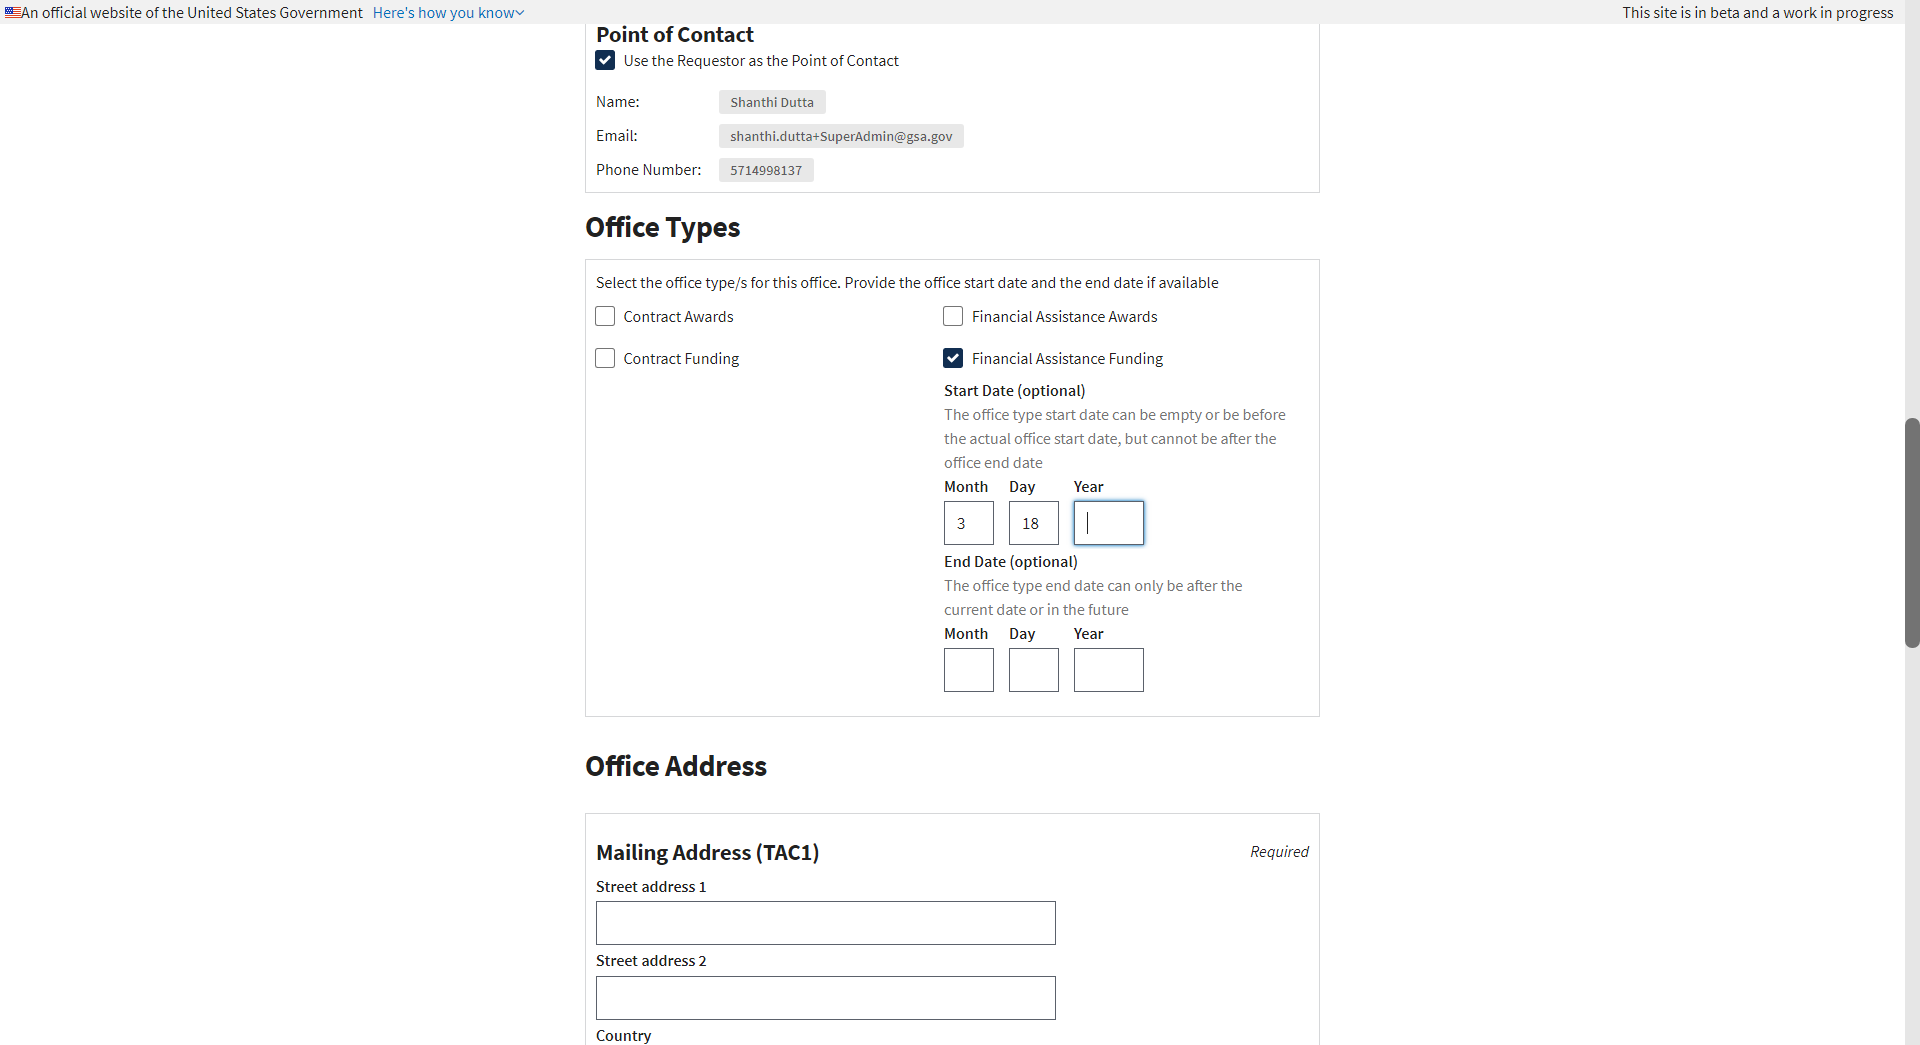 An official website of the United States Government Here's how you know
This site is in beta and a work in progress
Point of Contact
Use the Requestor as the Point of Contact
Name: Shanthi Dutta
Email: shanthi.dutta+SuperAdmin@gsa.gov
Phone Number: 5714998137
Office Types
Select the office type/s for this office. Provide the office start date and the end date if available
Contract Awards
Financial Assistance Awards
Contract Funding
Financial Assistance Funding
Start Date (optional)
The office type start date can be empty or be before
the actual office start date, but cannot be after the
office end date
Month Day Year
3 18
End Date (optional)
The office type end date can only be after the
current date or in the future
Month Day Year
Office Address
Mailing Address (TAC1)
Required
Street address 1
Street address 2
Country